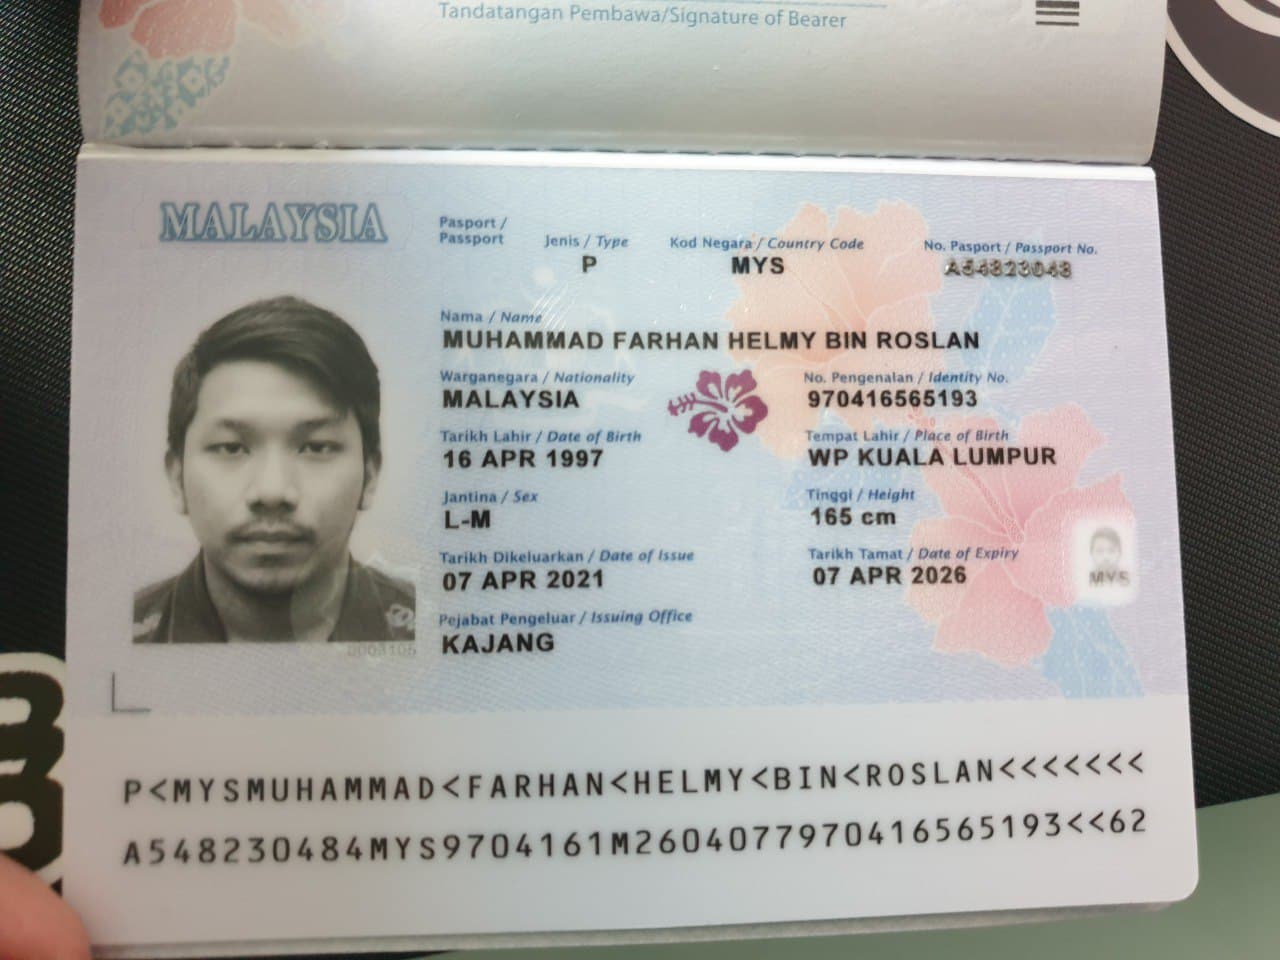 Tandatangan Pembawa/Signature of Bearer
MALAYSIA
Pasport / Passport
Jenis / Type
P
Kod Negara / Country Code
MYS
No. Pasport / Passport No.
A54823048
Nama / Name
MUHAMMAD FARHAN HELMY BIN ROSLAN
Warganegara / Nationality
MALAYSIA
No. Pengenalan / Identity No.
970416565193
Tarikh Lahir / Date of Birth
16 APR 1997
Tempat Lahir / Place of Birth
WP KUALA LUMPUR
Jantina / Sex
L-M
Tinggi / Height
165 cm
Tarikh Dikeluarkan / Date of Issue
07 APR 2021
Tarikh Tamat / Date of Expiry
07 APR 2026
Pejabat Pengeluar / Issuing Office
KAJANG
MYS
P<MYSMUHAMMAD<FARHAN<HELMY<BIN<ROSLAN<<<<<<<
A548230484MYS9704161M2604077970416565193<<62